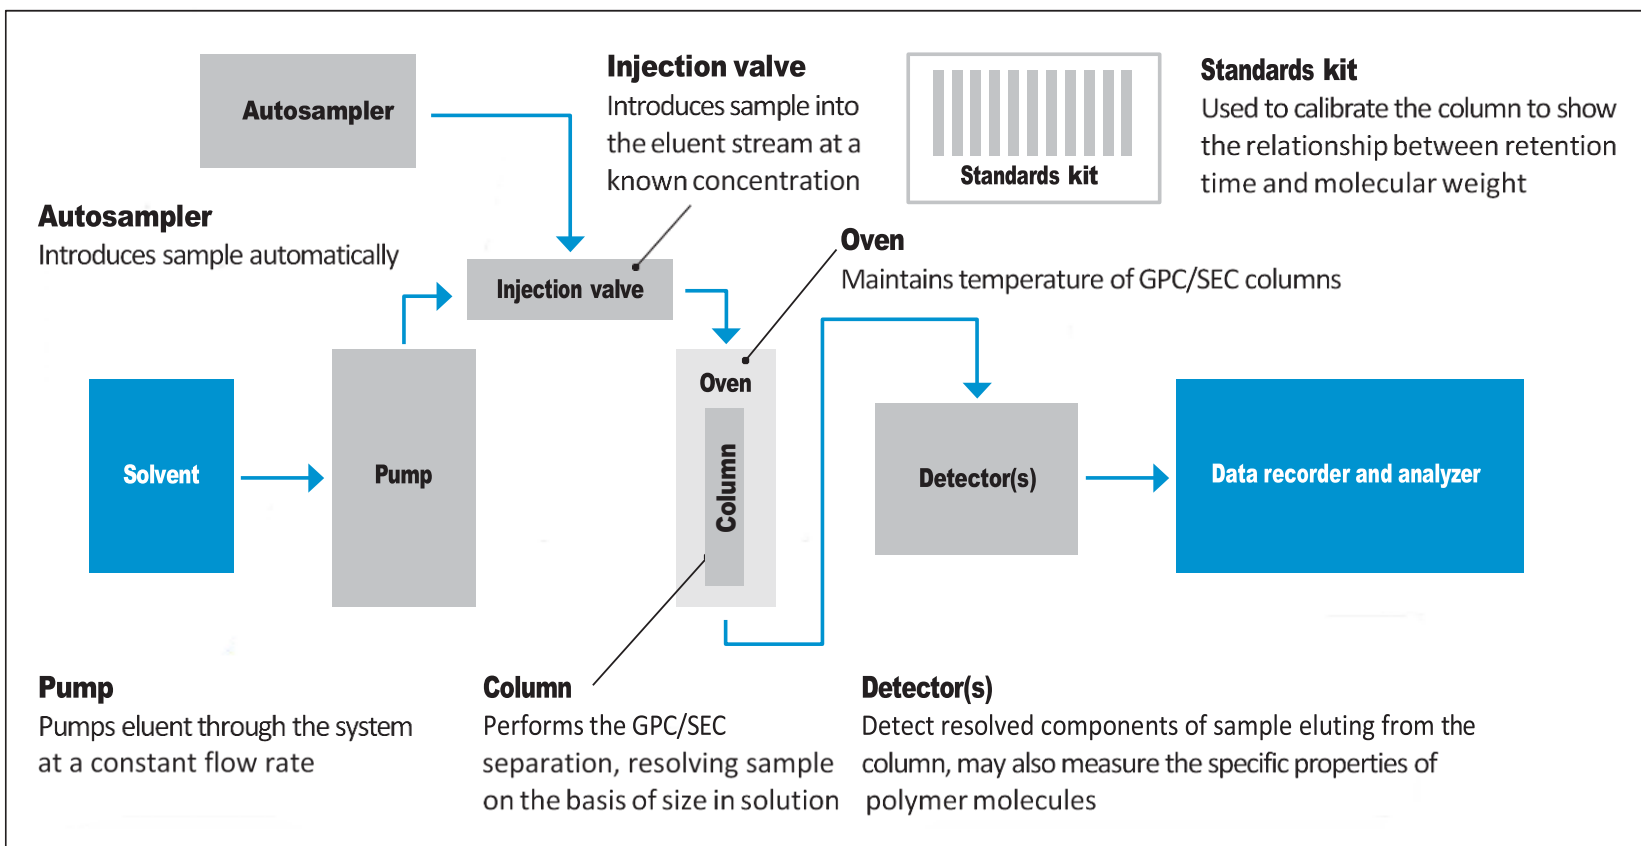 Autosampler
Injection valve
Introduces sample into
the eluent stream at a
known concentration
Standards kit
Standards kit
Used to calibrate the column to show
the relationship between retention
time and molecular weight
Autosampler
Introduces sample automatically
Injection valve
Oven
Maintains temperature of GPC/SEC columns
Solvent
Pump
Oven
Column
Detector(s)
Data recorder and analyzer
Pump
Pumps eluent through the system
at a constant flow rate
Column
Performs the GPC/SEC
separation, resolving sample
on the basis of size in solution
Detector(s)
Detect resolved components of sample eluting from the
column, may also measure the specific properties of
polymer molecules